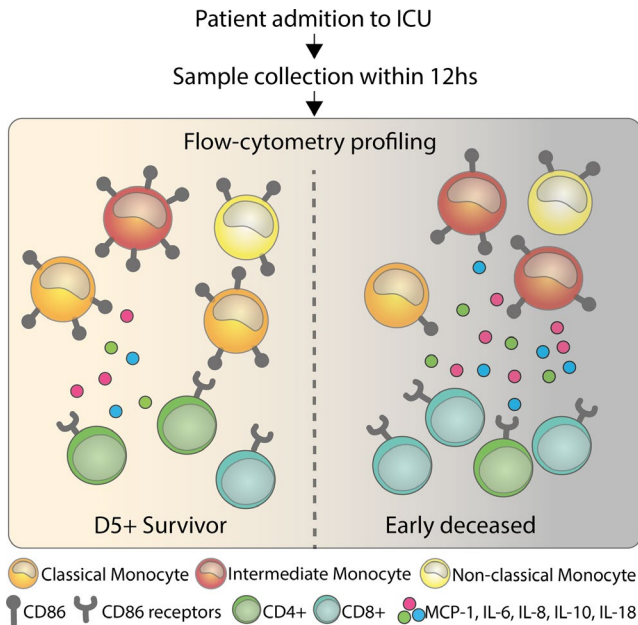 Patient admition to ICU
Sample collection within 12hs
Flow-cytometry profiling
D5+ Survivor
Early deceased
Classical Monocyte
Intermediate Monocyte
Non-classical Monocyte
CD86
CD86 receptors
CD4+
CD8+
MCP-1, IL-6, IL-8, IL-10, IL-18